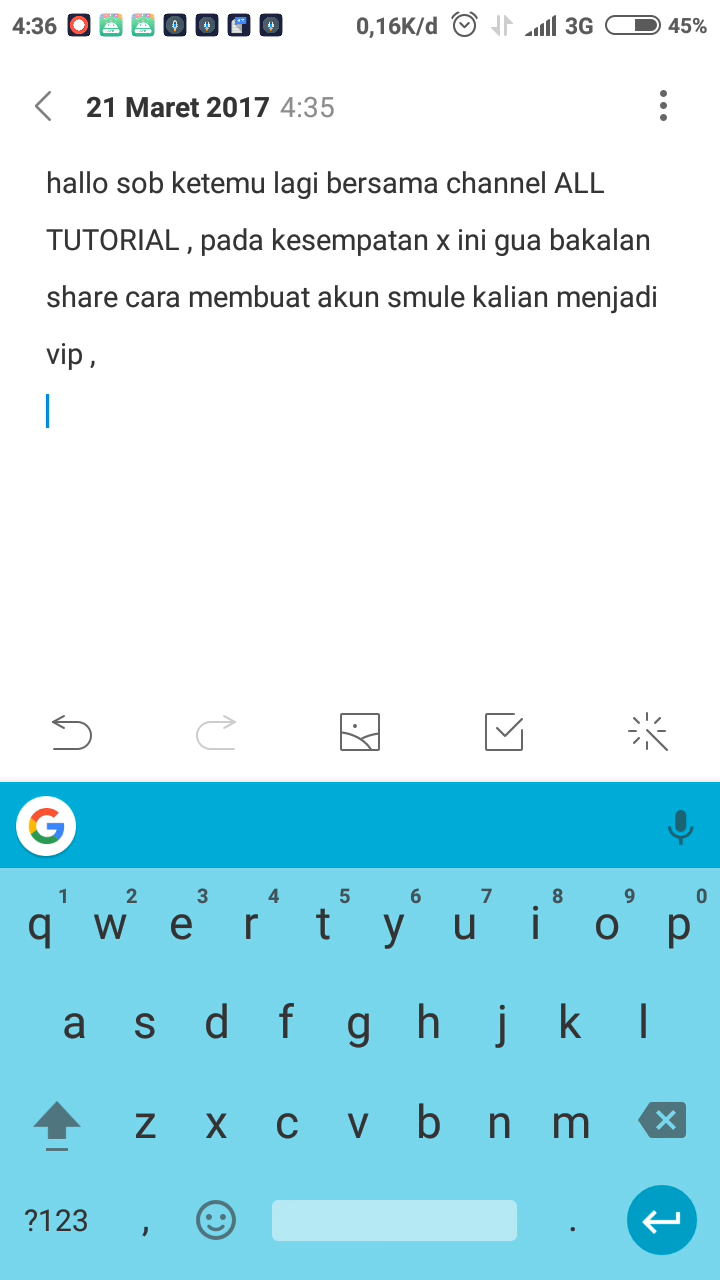 4:36 0,16K/d 3G 45%
21 Maret 2017 4:35
hallo sob ketemu lagi bersama channel ALL
TUTORIAL , pada kesempatan x ini gua bakalan
share cara membuat akun smule kalian menjadi
vip ,
1 2 3 4 5 6 7 8 9 0
q w e r t y u i o p
a s d f g h j k l
z x c v b n m
?123 , .